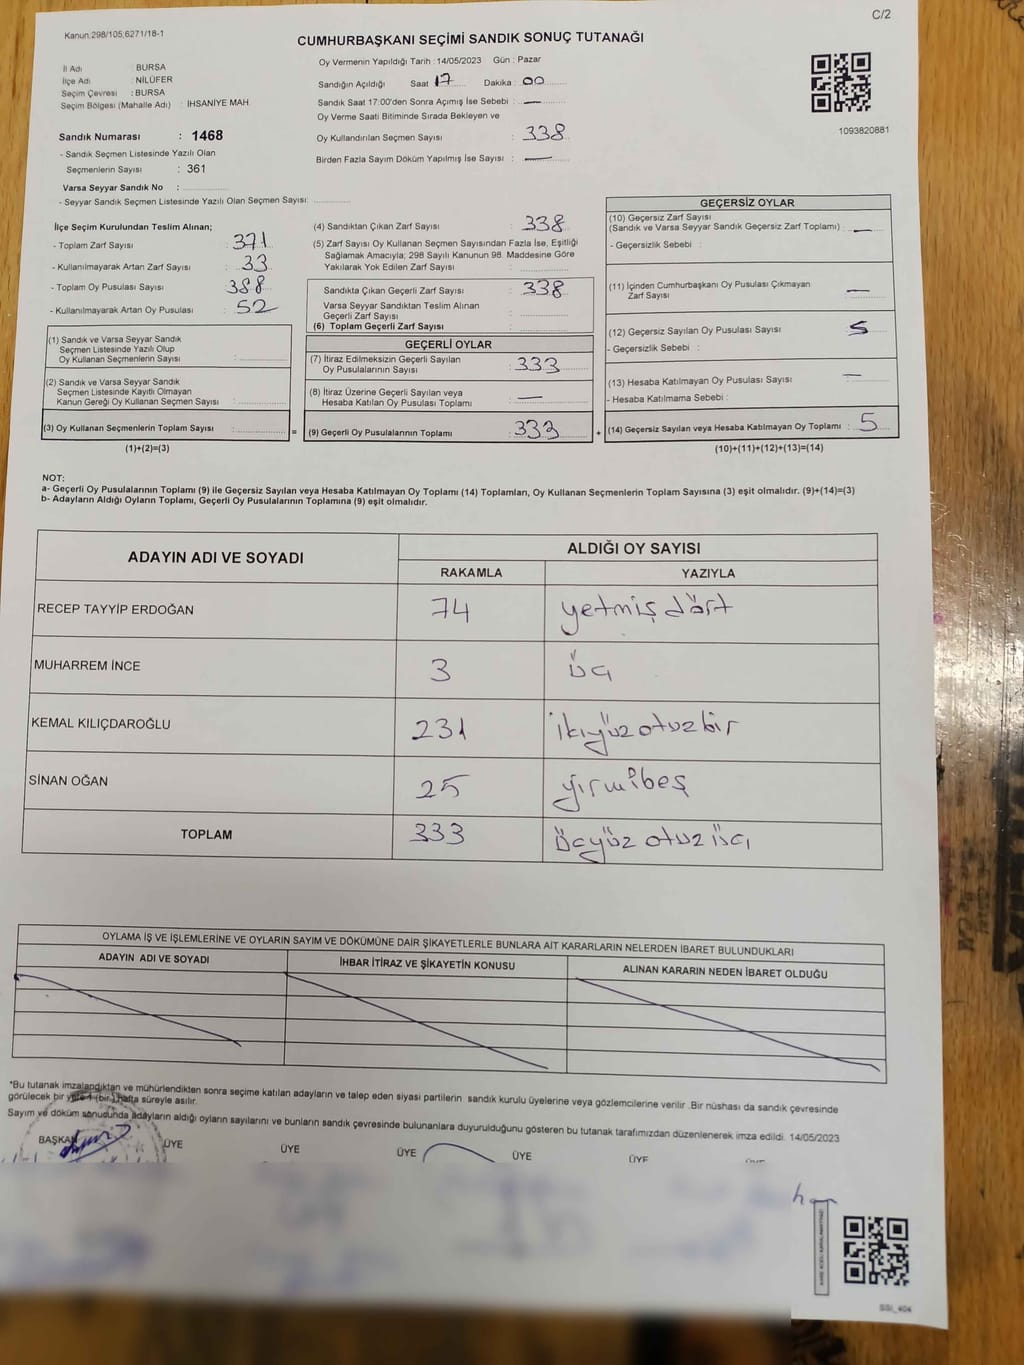 C/2
Kanun.298/105,6271/18-1
CUMHURBAŞKANI SEÇİMİ SANDIK SONUÇ TUTANAĞI
İl Adı : BURSA
İlçe Adı : NİLÜFER
Seçim Çevresi : BURSA
Seçim Bölgesi (Mahalle Adı) : İHSANİYE MAH.
Sandık Numarası : 1468
- Sandık Seçmen Listesinde Yazılı Olan
Seçmenlerin Sayısı : 361
Varsa Seyyar Sandık No :
- Seyyar Sandık Seçmen Listesinde Yazılı Olan Seçmen Sayısı:
Oy Vermenin Yapıldığı Tarih : 14/05/2023 Gün : Pazar
Sandığın Açıldığı Saat 17 Dakika : 00
Sandık Saat 17:00'den Sonra Açımış İse Sebebi : —
Oy Verme Saati Bitiminde Sırada Bekleyen ve
Oy Kullandırılan Seçmen Sayısı : 338
Birden Fazla Sayım Döküm Yapılmış İse Sayısı : —
1093820881
İlçe Seçim Kurulundan Teslim Alınan;
- Toplam Zarf Sayısı : 371
- Kullanılmayarak Artan Zarf Sayısı : 33
- Toplam Oy Pusulası Sayısı : 388
- Kullanılmayarak Artan Oy Pusulası : 52
(1) Sandık ve Varsa Seyyar Sandık
Seçmen Listesinde Yazılı Olup
Oy Kullanan Seçmenlerin Sayısı :
(2) Sandık ve Varsa Seyyar Sandık
Seçmen Listesinde Kayıtlı Olmayan
Kanun Gereği Oy Kullanan Seçmen Sayısı :
(3) Oy Kullanan Seçmenlerin Toplam Sayısı : =
(1)+(2)=(3)
(4) Sandıktan Çıkan Zarf Sayısı : 338
(5) Zarf Sayısı Oy Kullanan Seçmen Sayısından Fazla İse, Eşitliği
Sağlamak Amacıyla; 298 Sayılı Kanunun 98. Maddesine Göre
Yakılarak Yok Edilen Zarf Sayısı :
Sandıkta Çıkan Geçerli Zarf Sayısı : 338
Varsa Seyyar Sandıktan Teslim Alınan
Geçerli Zarf Sayısı :
(6) Toplam Geçerli Zarf Sayısı :
GEÇERLİ OYLAR
(7) İtiraz Edilmeksizin Geçerli Sayılan
Oy Pusulalarının Sayısı : 333
(8) İtiraz Üzerine Geçerli Sayılan veya
Hesaba Katılan Oy Pusulası Toplamı : —
(9) Geçerli Oy Pusulalarının Toplamı : 333 +
GEÇERSİZ OYLAR
(10) Geçersiz Zarf Sayısı
(Sandık ve Varsa Seyyar Sandık Geçersiz Zarf Toplamı) : —
- Geçersizlik Sebebi :
(11) İçinden Cumhurbaşkanı Oy Pusulası Çıkmayan
Zarf Sayısı : —
(12) Geçersiz Sayılan Oy Pusulası Sayısı : 5
- Geçersizlik Sebebi :
(13) Hesaba Katılmayan Oy Pusulası Sayısı : —
- Hesaba Katılmama Sebebi :
(14) Geçersiz Sayılan veya Hesaba Katılmayan Oy Toplamı : 5
(10)+(11)+(12)+(13)=(14)
NOT:
a- Geçerli Oy Pusulalarının Toplamı (9) ile Geçersiz Sayılan veya Hesaba Katılmayan Oy Toplamı (14) Toplamları, Oy Kullanan Seçmenlerin Toplam Sayısına (3) eşit olmalıdır. (9)+(14)=(3)
b- Adayların Aldığı Oyların Toplamı, Geçerli Oy Pusulalarının Toplamına (9) eşit olmalıdır.
ADAYIN ADI VE SOYADI
ALDIĞI OY SAYISI
RAKAMLA YAZIYLA
RECEP TAYYİP ERDOĞAN 74 yetmiş dört
MUHARREM İNCE 3 üç
KEMAL KILIÇDAROĞLU 231 ikiyüz otuz bir
SİNAN OĞAN 25 yirmibeş
TOPLAM 333 üçyüz otuz üç
OYLAMA İŞ VE İŞLEMLERİNE VE OYLARIN SAYIM VE DÖKÜMÜNE DAİR ŞİKAYETLERLE BUNLARA AİT KARARLARIN NELERDEN İBARET BULUNDUKLARI
ADAYIN ADI VE SOYADI İHBAR İTİRAZ VE ŞİKAYETİN KONUSU ALINAN KARARIN NEDEN İBARET OLDUĞU
*Bu tutanak imzalandıktan ve mühürlendikten sonra seçime katılan adayların ve talep eden siyasi partilerin sandık kurulu üyelerine veya gözlemcilerine verilir .Bir nüshası da sandık çevresinde
görülecek bir yere 1 (bir) hafta süreyle asılır.
Sayım ve döküm sonucunda adayların aldığı oyların sayılarını ve bunların sandık çevresinde bulunanlara duyurulduğunu gösteren bu tutanak tarafımızdan düzenlenerek imza edildi. 14/05/2023
BAŞKAN ÜYE ÜYE ÜYE ÜYE ÜYE ÜYE
SSİ_404